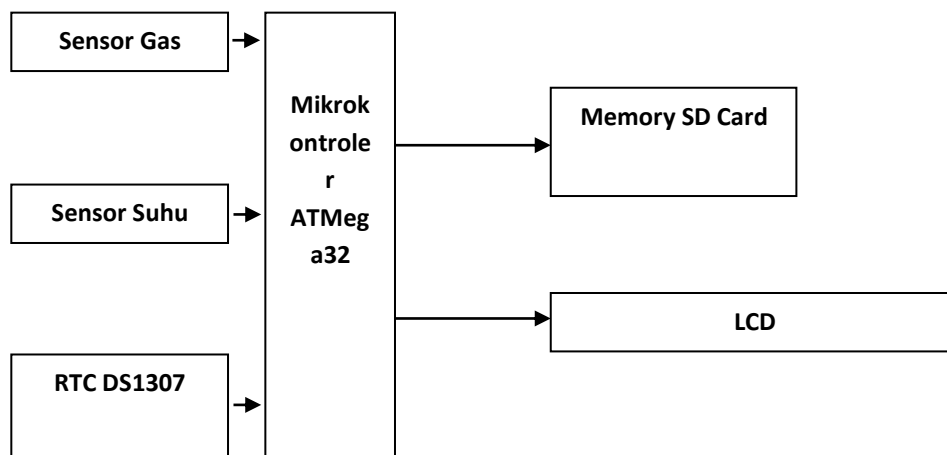 Sensor Gas
Sensor Suhu
RTC DS1307
Mikrok
ontrole
r
ATMeg
a32
Memory SD Card
LCD